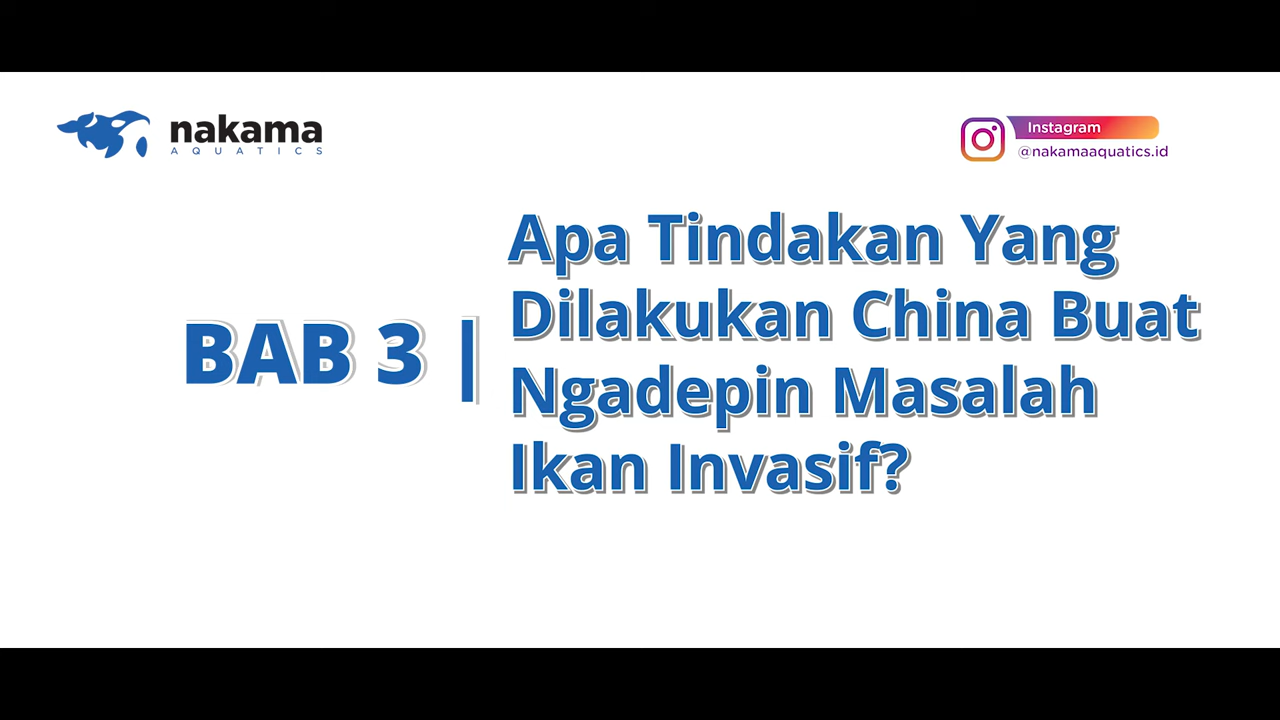 nakama
AQUATICS
Instagram
@nakamaaquatics.id
BAB 3 |
Apa Tindakan Yang
Dilakukan China Buat
Ngadepin Masalah
Ikan Invasif?